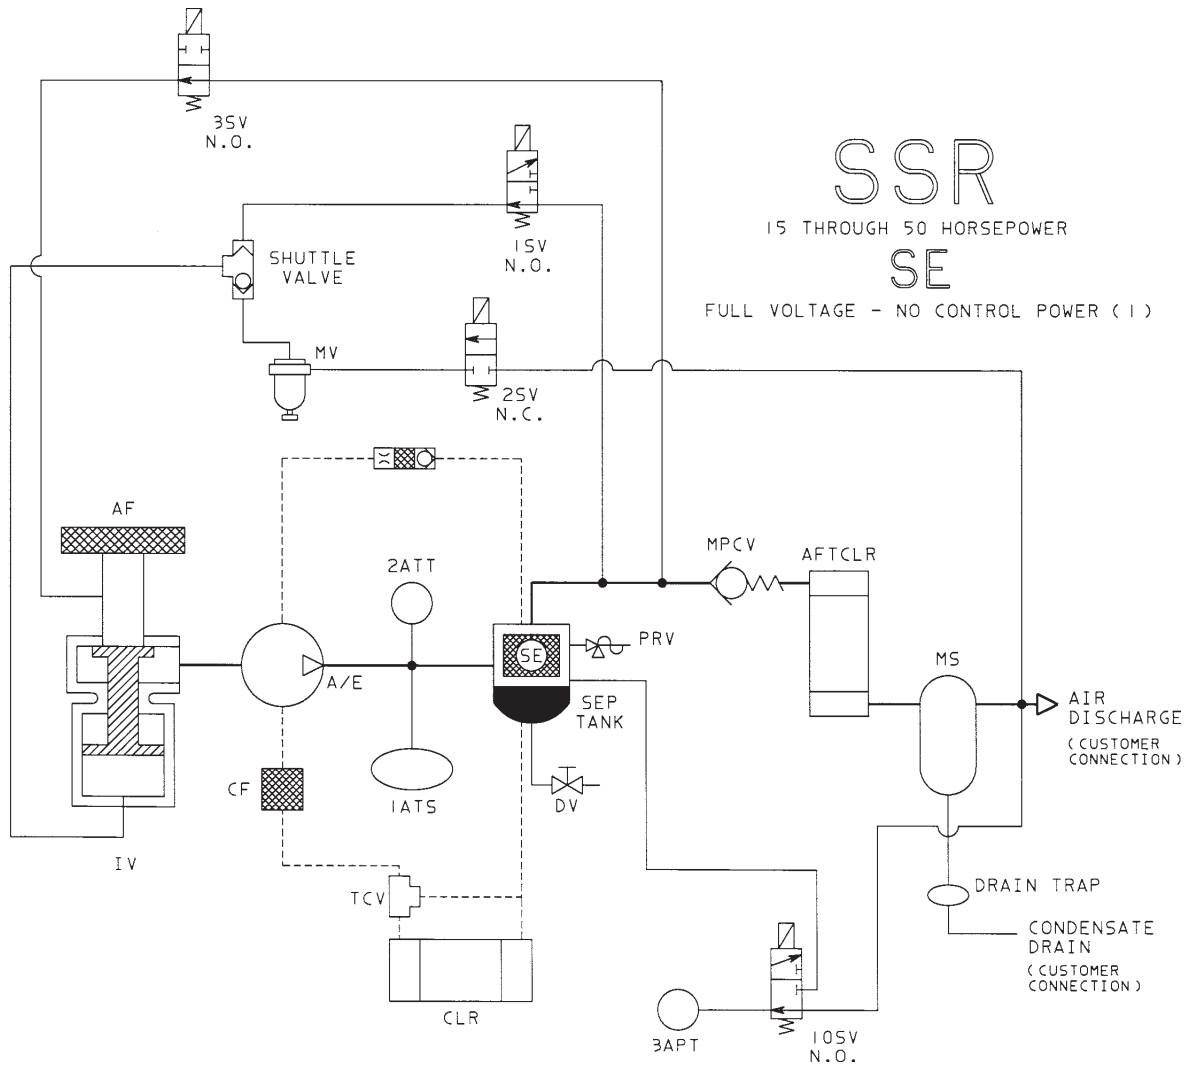 3SV
N.O.
SSR
15 THROUGH 50 HORSEPOWER
SE
FULL VOLTAGE - NO CONTROL POWER (1)
1SV
N.O.
SHUTTLE
VALVE
MV
2SV
N.C.
AF
2ATT
MPCV
AFTCLR
SE
PRV
A/E
SEP
TANK
MS
AIR
DISCHARGE
(CUSTOMER
CONNECTION)
CF
1ATS
DV
IV
TCV
DRAIN TRAP
CONDENSATE
DRAIN
(CUSTOMER
CONNECTION)
CLR
3APT
10SV
N.O.